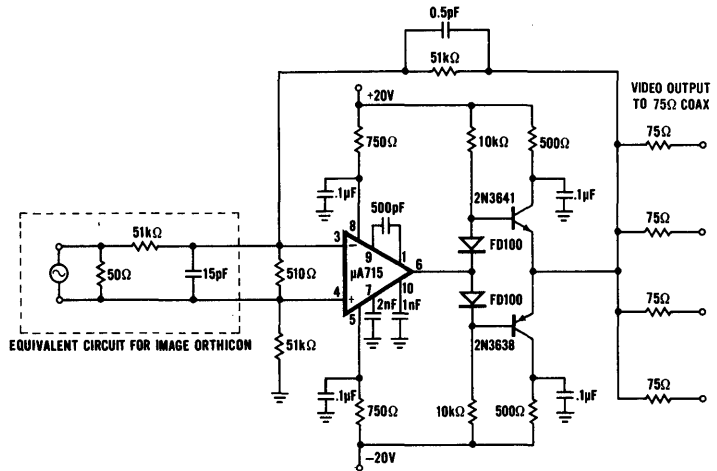 0.5pF
51kΩ
+20V
VIDEO OUTPUT
TO 75Ω COAX
750Ω
10kΩ
500Ω
75Ω
.1μF
500pF
2N3641
.1μF
8
51kΩ
3
−
9
1
FD100
75Ω
50Ω
15pF
510Ω
μA715
6
4
+
7
10
FD100
5
2nF
1nF
75Ω
EQUIVALENT CIRCUIT FOR IMAGE ORTHICON
51kΩ
2N3638
.1μF
750Ω
10kΩ
500Ω
.1μF
75Ω
−20V